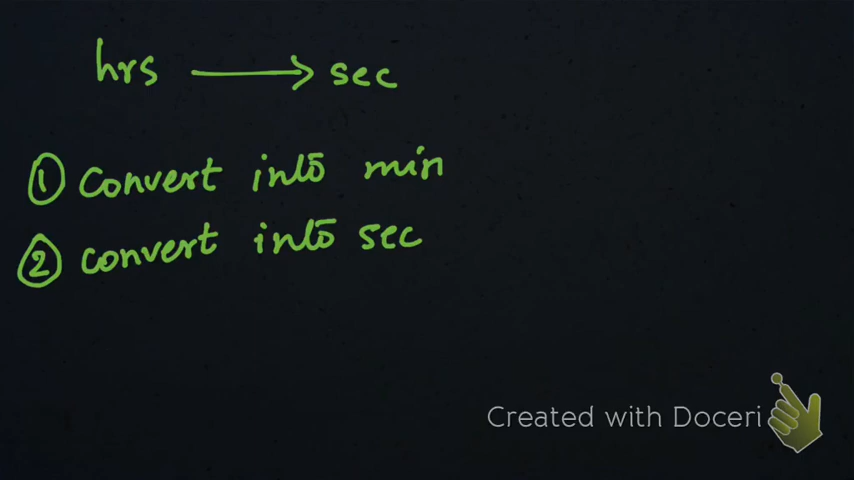 hrs → sec
① convert into min
② convert into sec
Created with Doceri